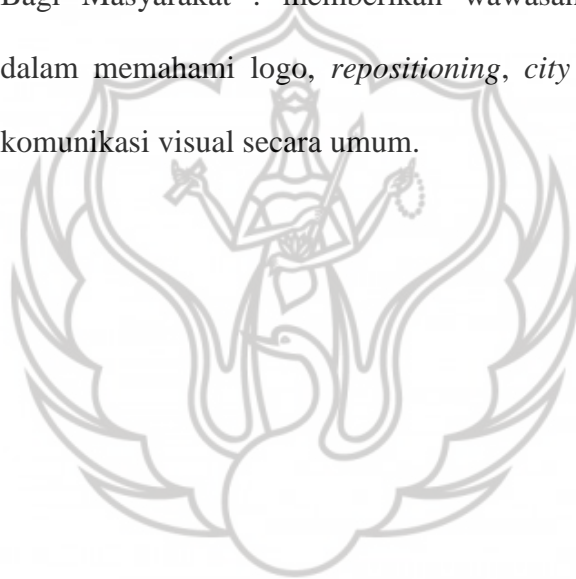 Bagi Masyarakat : memberikan wawasan
dalam memahami logo, repositioning, city
komunikasi visual secara umum.